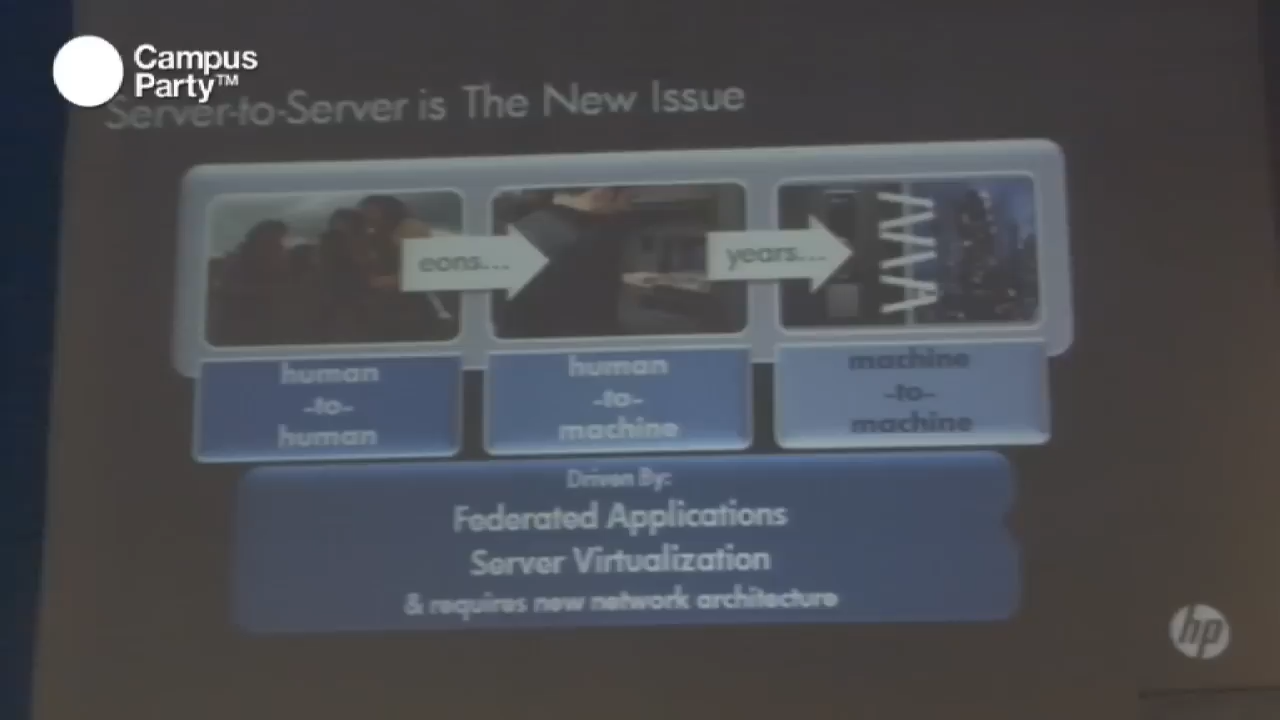 Campus
Party™
Server-to-Server is The New Issue
eons...
years...
human
-to-
human
human
-to-
machine
machine
-to-
machine
Driven By:
Federated Applications
Server Virtualization
& requires new network architecture
hp